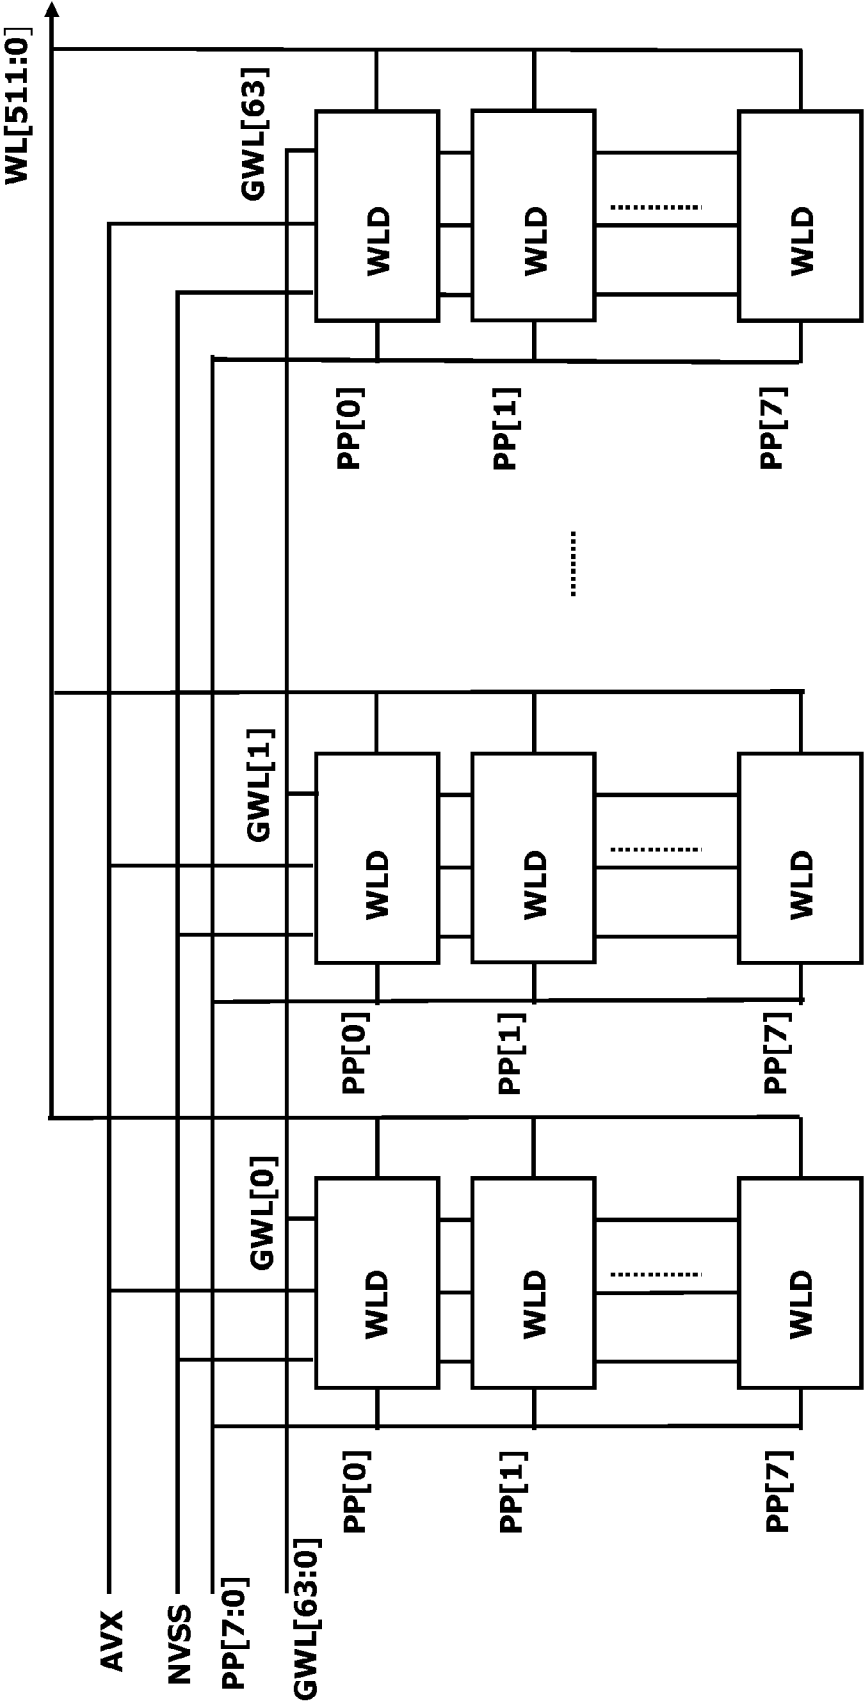 WL[511:0]
GWL[63]
WLD
WLD
WLD
PP[0]
PP[1]
PP[7]
GWL[1]
WLD
WLD
WLD
PP[0]
PP[1]
PP[7]
GWL[0]
WLD
WLD
WLD
PP[0]
PP[1]
PP[7]
AVX
NVSS
PP[7:0]
GWL[63:0]